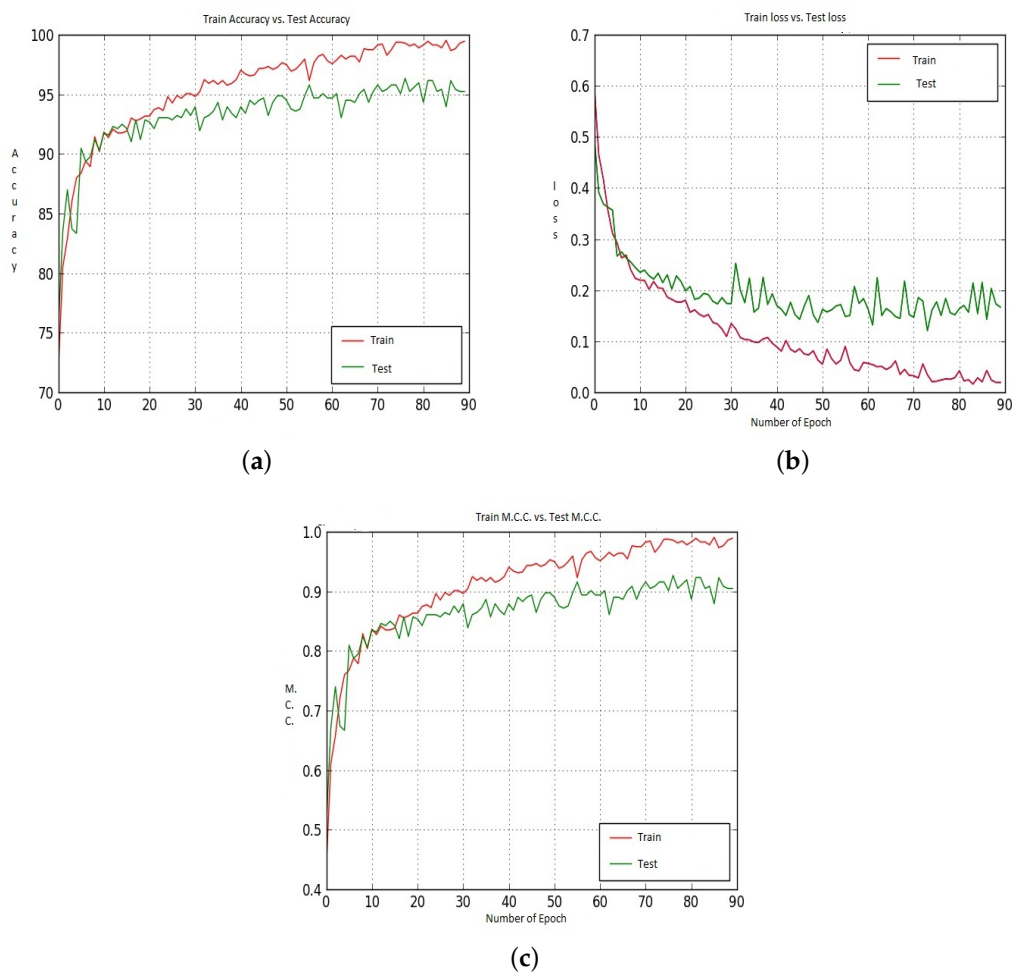 Train Accuracy vs. Test Accuracy
100
95
90
85
80
75
70
Accuracy
0 10 20 30 40 50 60 70 80 90
Train
Test
(a)
Train loss vs. Test loss
0.7
0.6
0.5
0.4
0.3
0.2
0.1
0.0
loss
0 10 20 30 40 50 60 70 80 90
Number of Epoch
Train
Test
(b)
Train M.C.C. vs. Test M.C.C.
1.0
0.9
0.8
0.7
0.6
0.5
0.4
M.
C.
C.
0 10 20 30 40 50 60 70 80 90
Number of Epoch
Train
Test
(c)